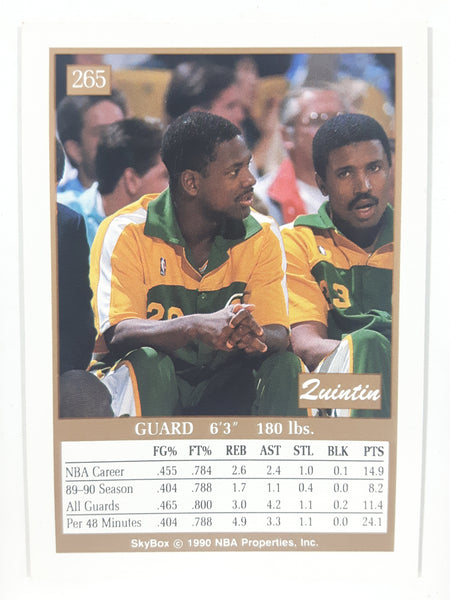 265
20
3
Quintin
GUARD 6'3" 180 lbs.
FG% FT% REB AST STL BLK PTS
NBA Career .455 .784 2.6 2.4 1.0 0.1 14.9
89-90 Season .404 .788 1.7 1.1 0.4 0.0 8.2
All Guards .465 .800 3.0 4.2 1.1 0.2 11.4
Per 48 Minutes .404 .788 4.9 3.3 1.1 0.0 24.1
SkyBox © 1990 NBA Properties, Inc.